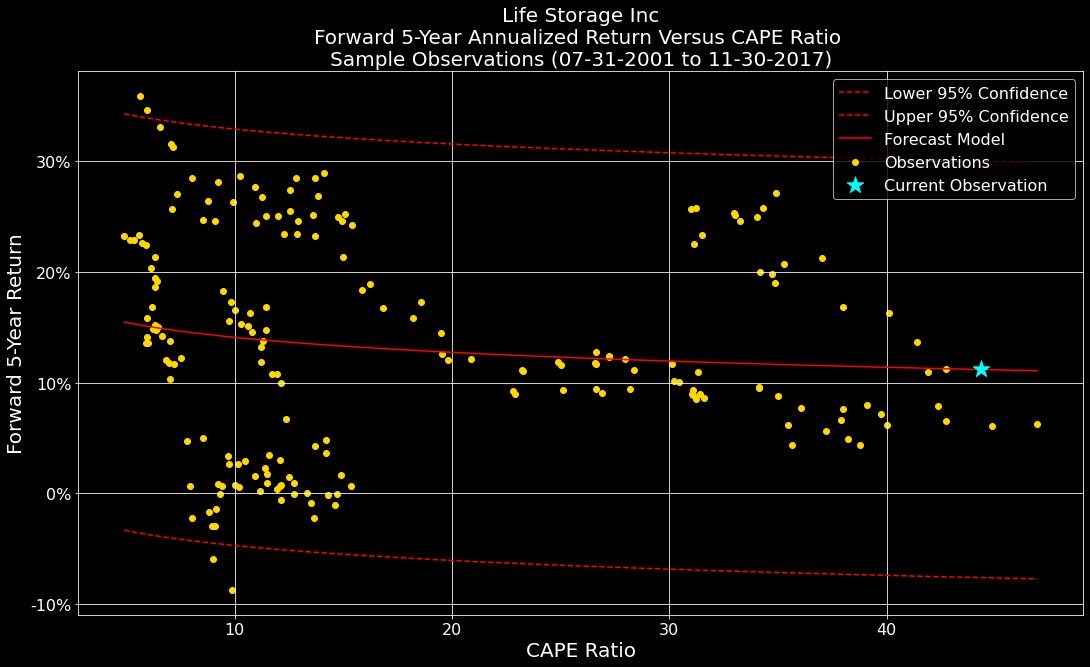 Life Storage Inc
Forward 5-Year Annualized Return Versus CAPE Ratio
Sample Observations (07-31-2001 to 11-30-2017)
Lower 95% Confidence
Upper 95% Confidence
Forecast Model
Observations
Current Observation
Forward 5-Year Return
30%
20%
10%
0%
-10%
10
20
30
40
CAPE Ratio